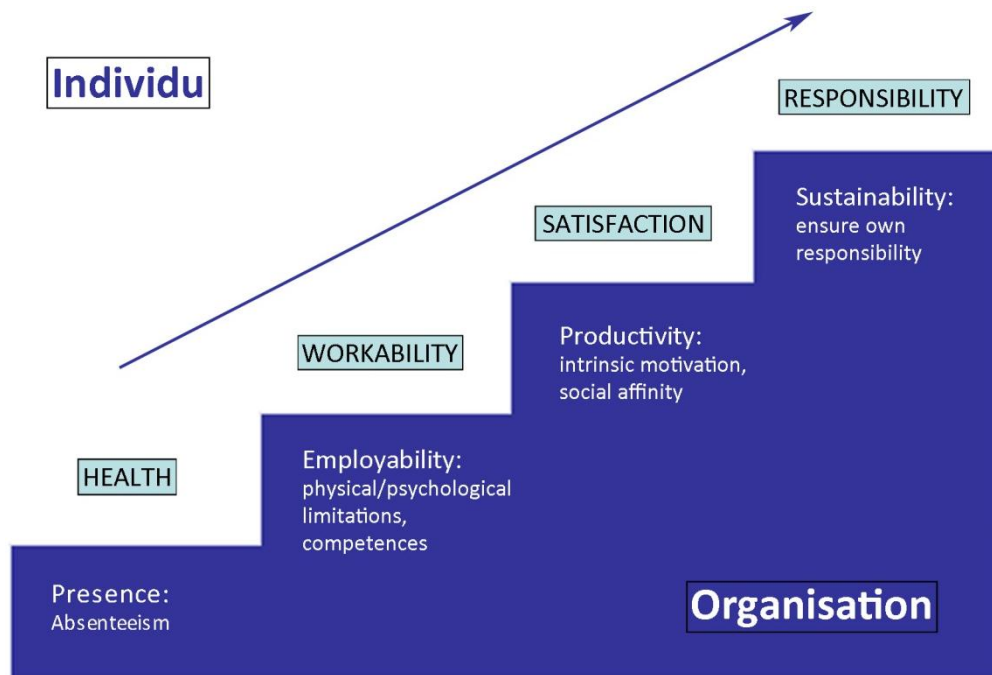 Individu
RESPONSIBILITY
Sustainability:
ensure own
responsibility
SATISFACTION
Productivity:
intrinsic motivation,
social affinity
WORKABILITY
Employability:
physical/psychological
limitations,
competences
HEALTH
Presence:
Absenteeism
Organisation